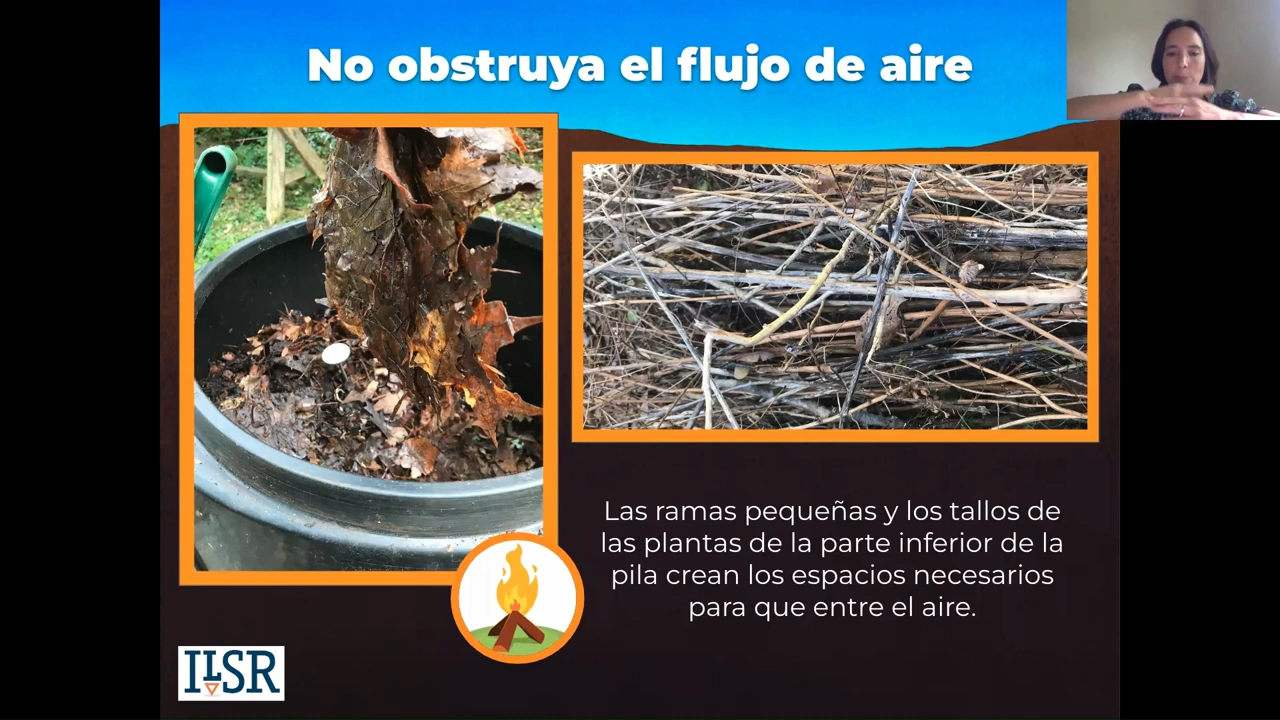 No obstruya el flujo de aire
Las ramas pequeñas y los tallos de
las plantas de la parte inferior de la
pila crean los espacios necesarios
para que entre el aire.
ILSR